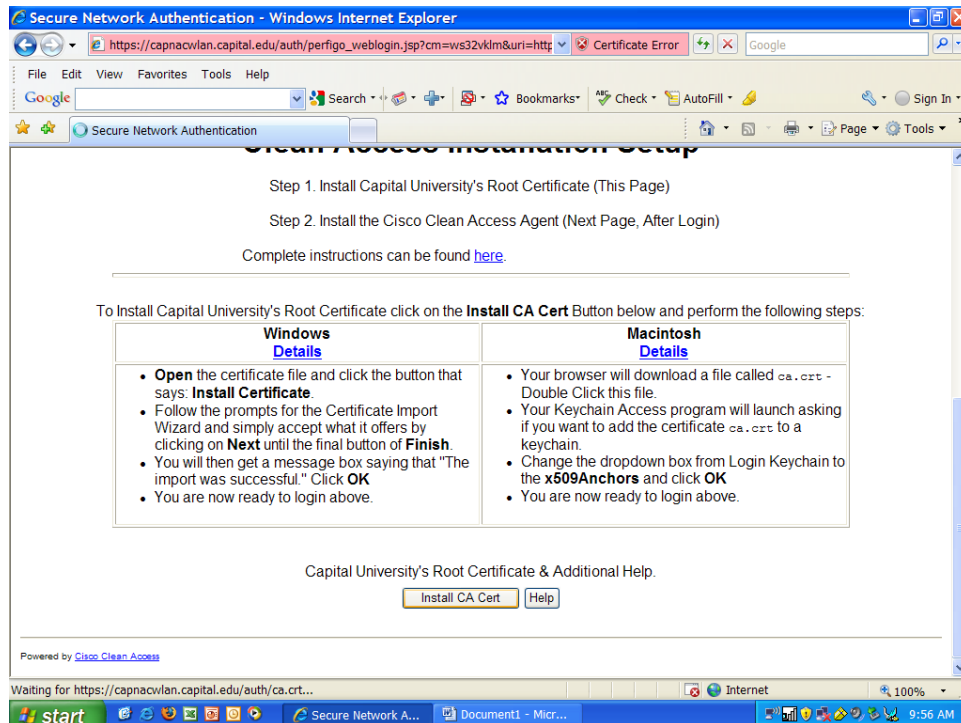 Secure Network Authentication - Windows Internet Explorer
https://capnacwlan.capital.edu/auth/perfigo_weblogin.jsp?cm=ws32vklm&uri=http Certificate Error Google
File Edit View Favorites Tools Help
Google Search Bookmarks ABC Check AutoFill Sign In
Secure Network Authentication Page Tools
Clean Access Installation Setup
Step 1. Install Capital University's Root Certificate (This Page)
Step 2. Install the Cisco Clean Access Agent (Next Page, After Login)
Complete instructions can be found here.
To Install Capital University's Root Certificate click on the Install CA Cert Button below and perform the following steps:
Windows
Details
• Open the certificate file and click the button that
says: Install Certificate.
• Follow the prompts for the Certificate Import
Wizard and simply accept what it offers by
clicking on Next until the final button of Finish.
• You will then get a message box saying that "The
import was successful." Click OK
• You are now ready to login above.
Macintosh
Details
• Your browser will download a file called ca.crt -
Double Click this file.
• Your Keychain Access program will launch asking
if you want to add the certificate ca.crt to a
keychain.
• Change the dropdown box from Login Keychain to
the x509Anchors and click OK
• You are now ready to login above.
Capital University's Root Certificate & Additional Help.
Install CA Cert Help
Powered by Cisco Clean Access
Waiting for https://capnacwlan.capital.edu/auth/ca.crt... Internet 100%
start Secure Network A... Document1 - Micr... 9:56 AM